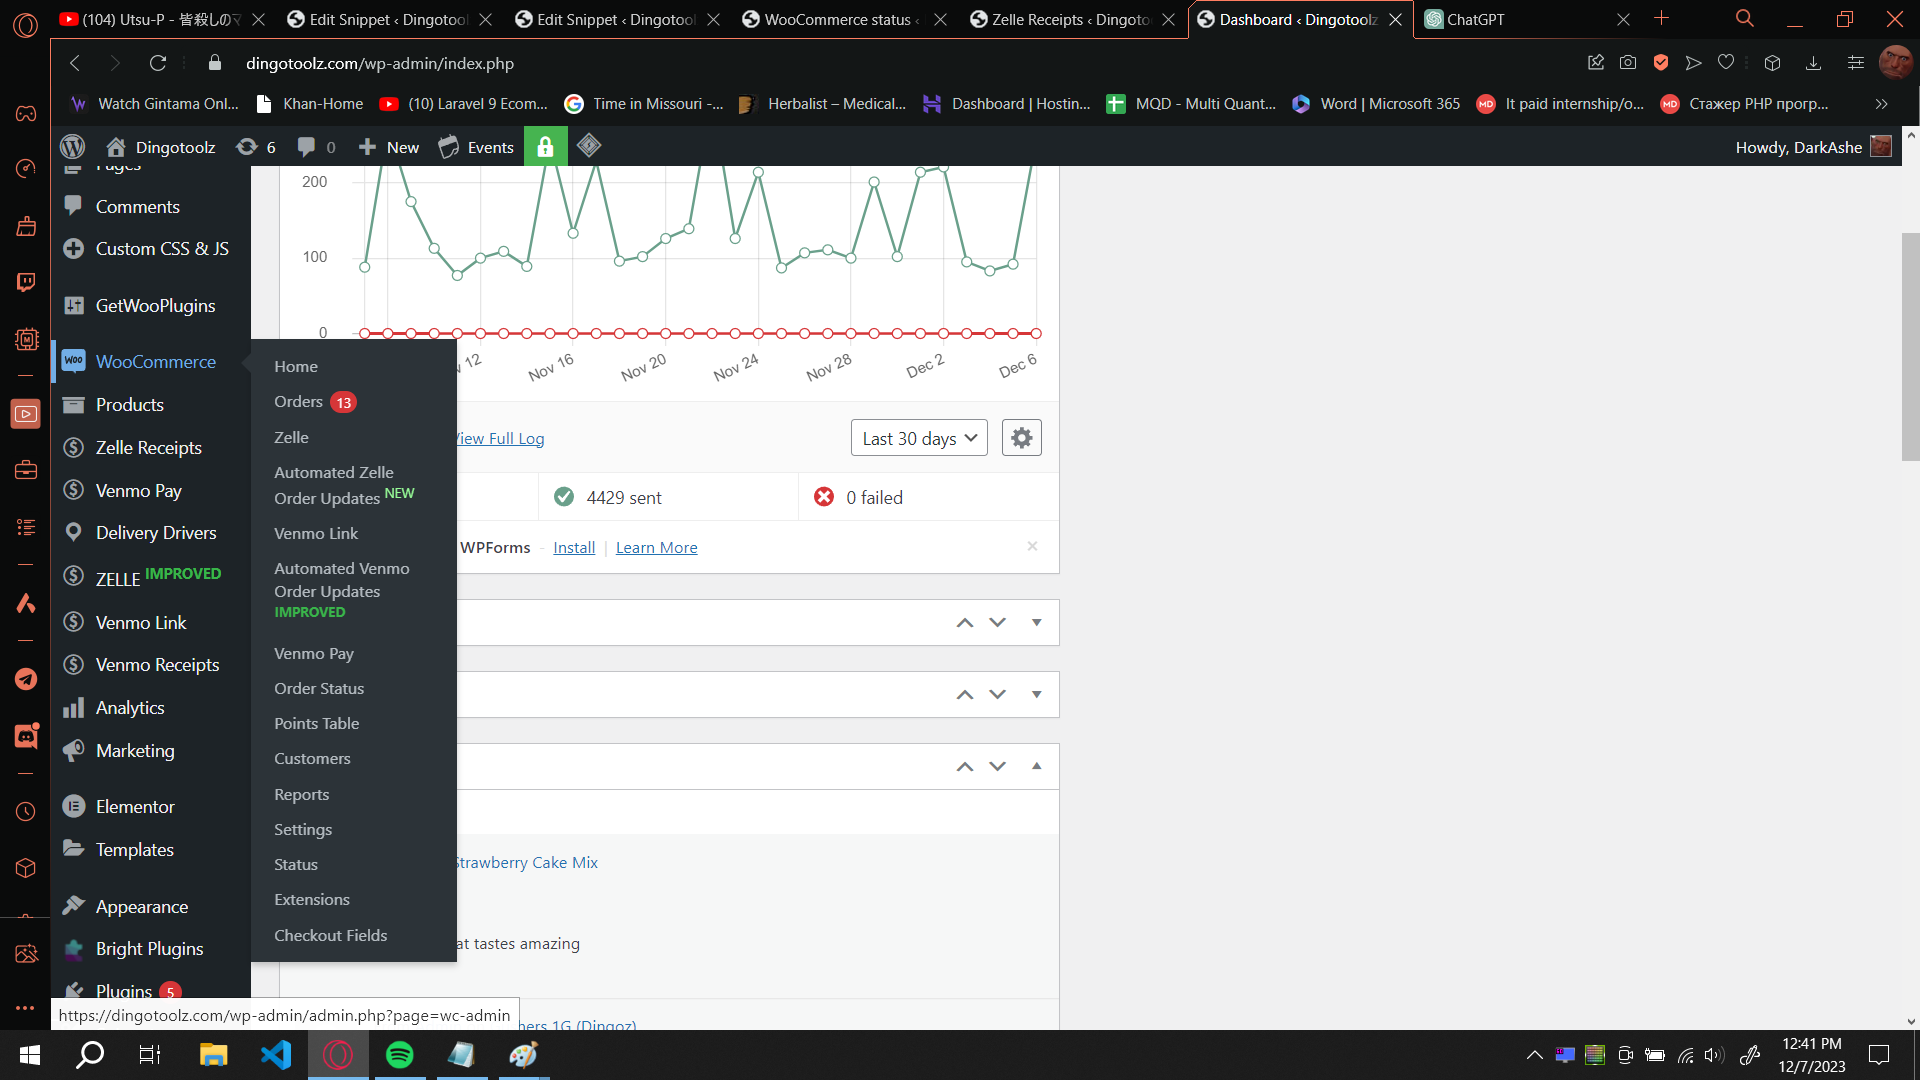 (104) Utsu-P - 皆殺しのマ
Edit Snippet ‹ Dingotool
Edit Snippet ‹ Dingotool
WooCommerce status ‹
Zelle Receipts ‹ Dingoto
Dashboard ‹ Dingotoolz
ChatGPT
dingotoolz.com/wp-admin/index.php
Watch Gintama Onl...
Khan-Home
(10) Laravel 9 Ecom...
Time in Missouri -...
Herbalist – Medical...
Dashboard | Hostin...
MQD - Multi Quant...
Word | Microsoft 365
It paid internship/o...
Стажер PHP прогр...
Dingotoolz
6
0
New
Events
Howdy, DarkAshe
Pages
Comments
Custom CSS & JS
GetWooPlugins
WooCommerce
Products
Zelle Receipts
Venmo Pay
Delivery Drivers
ZELLE IMPROVED
Venmo Link
Venmo Receipts
Analytics
Marketing
Elementor
Templates
Appearance
Bright Plugins
Plugins 5
Home
Orders 13
Zelle
Automated Zelle
Order Updates NEW
Venmo Link
Automated Venmo
Order Updates
IMPROVED
Venmo Pay
Order Status
Points Table
Customers
Reports
Settings
Status
Extensions
Checkout Fields
200
100
0
12
Nov 16
Nov 20
Nov 24
Nov 28
Dec 2
Dec 6
View Full Log
Last 30 days
4429 sent
0 failed
WPForms - Install | Learn More
Strawberry Cake Mix
at tastes amazing
hers 1G (Dingoz)
https://dingotoolz.com/wp-admin/admin.php?page=wc-admin
12:41 PM
12/7/2023